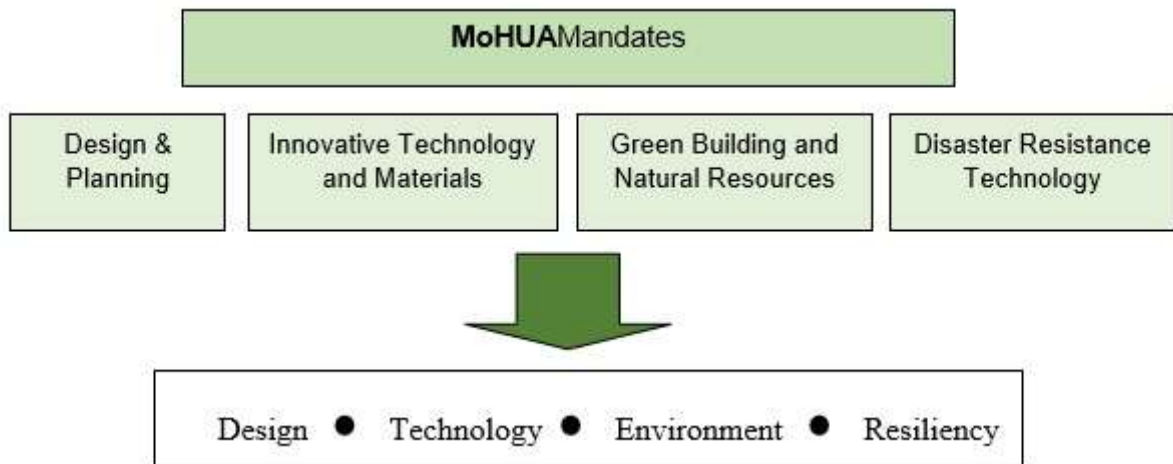 MoHUAMandates
Design &
Planning
Innovative Technology
and Materials
Green Building and
Natural Resources
Disaster Resistance
Technology
Design ● Technology ● Environment ● Resiliency